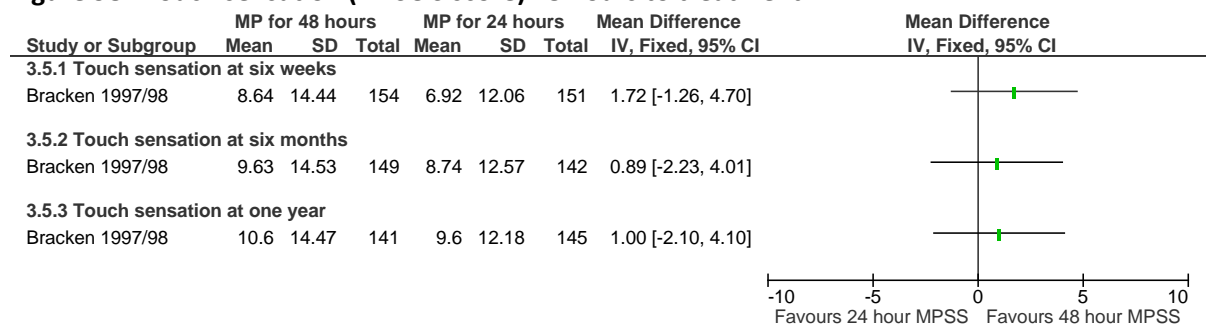 MP for 48 hours MP for 24 hours Mean Difference Mean Difference
Study or Subgroup Mean SD Total Mean SD Total IV, Fixed, 95% CI IV, Fixed, 95% CI
3.5.1 Touch sensation at six weeks
Bracken 1997/98 8.64 14.44 154 6.92 12.06 151 1.72 [-1.26, 4.70]
3.5.2 Touch sensation at six months
Bracken 1997/98 9.63 14.53 149 8.74 12.57 142 0.89 [-2.23, 4.01]
3.5.3 Touch sensation at one year
Bracken 1997/98 10.6 14.47 141 9.6 12.18 145 1.00 [-2.10, 4.10]
-10 -5 0 5 10
Favours 24 hour MPSS Favours 48 hour MPSS